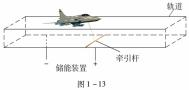 轨道
牵引杆
- 储能装置 +
图1-13